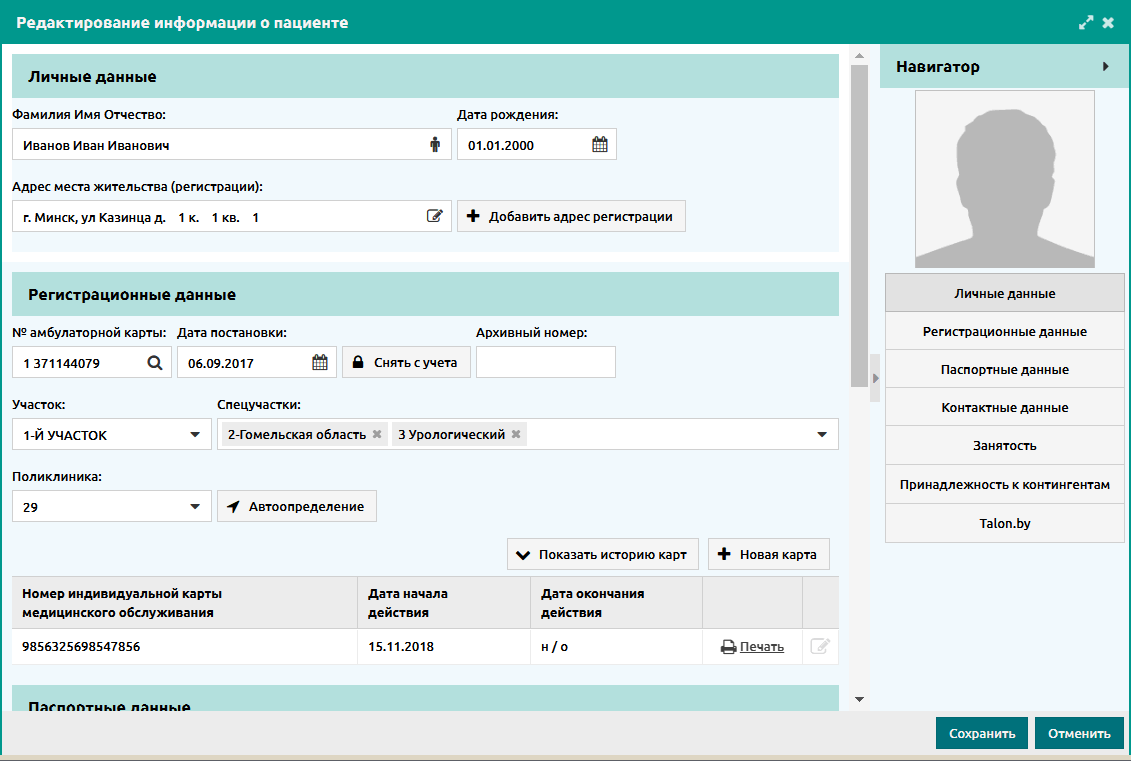 Редактирование информации о пациенте
Личные данные
Фамилия Имя Отчество: Дата рождения:
Иванов Иван Иванович 01.01.2000
Адрес места жительства (регистрации):
г. Минск, ул Казинца д. 1 к. 1 кв. 1 Добавить адрес регистрации
Регистрационные данные
№ амбулаторной карты: Дата постановки: Архивный номер:
1 371144079 06.09.2017 Снять с учета
Участок: Спецучастки:
1-Й УЧАСТОК 2-Гомельская область 3 Урологический
Поликлиника:
29 Автоопределение
Показать историю карт Новая карта
Номер индивидуальной карты Дата начала Дата окончания
медицинского обслуживания действия действия
9856325698547856 15.11.2018 н / о Печать
Паспортные данные
Навигатор
Личные данные
Регистрационные данные
Паспортные данные
Контактные данные
Занятость
Принадлежность к контингентам
Talon.by
Сохранить Отменить